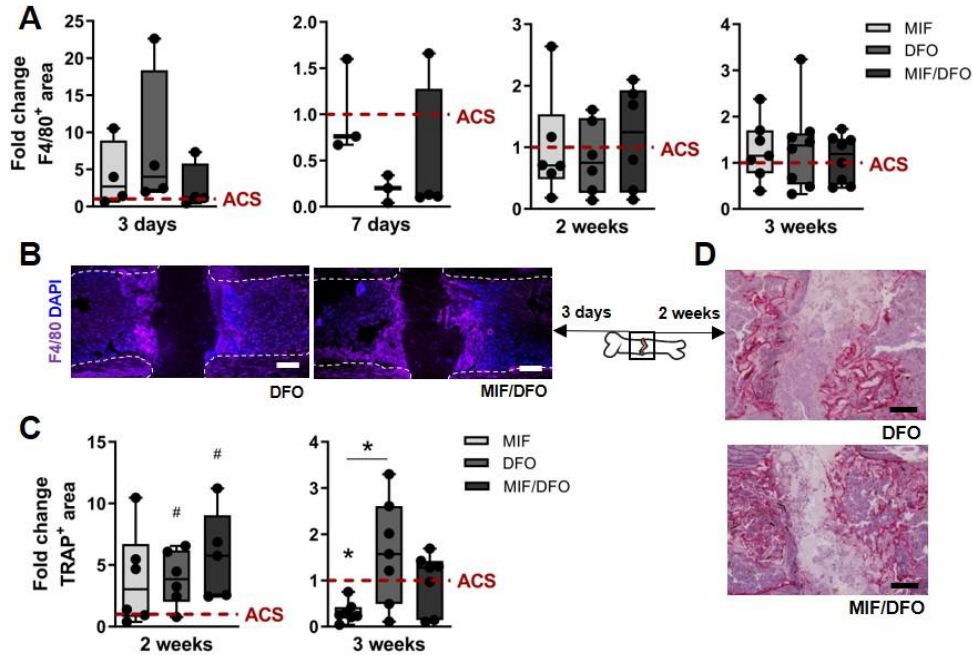 A
Fold change
F4/80+ area
25
20
15
10
5
0
ACS
3 days
2.0
1.5
1.0
0.5
0.0
ACS
7 days
3
2
1
0
ACS
2 weeks
4
3
2
1
0
ACS
3 weeks
MIF
DFO
MIF/DFO
B
F4/80 DAPI
DFO
MIF/DFO
3 days
2 weeks
D
DFO
MIF/DFO
C
Fold change
TRAP+ area
15
10
5
0
#
#
ACS
2 weeks
4
3
2
1
0
*
*
ACS
3 weeks
MIF
DFO
MIF/DFO